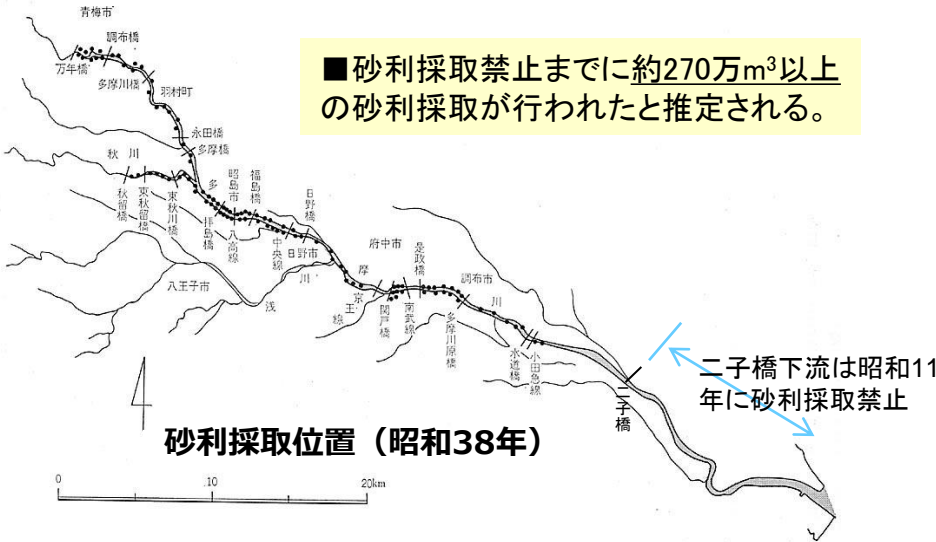 青梅市
調布橋
万年橋
多摩川橋
羽村町
永田橋
多摩橋
秋川
秋留橋
東秋留橋
東秋川橋
多
拝島橋
昭島市
八高線
福島橋
中央線
日野市
日野橋
川
浅
八王子市
■砂利採取禁止までに約270万m³以上
の砂利採取が行われたと推定される。
府中市
摩
京王線
関戸橋
南武線
是政橋
調布市
多摩川原橋
川
水道橋
小田急線
二子橋
二子橋下流は昭和11
年に砂利採取禁止
砂利採取位置（昭和38年）
0 10 20km